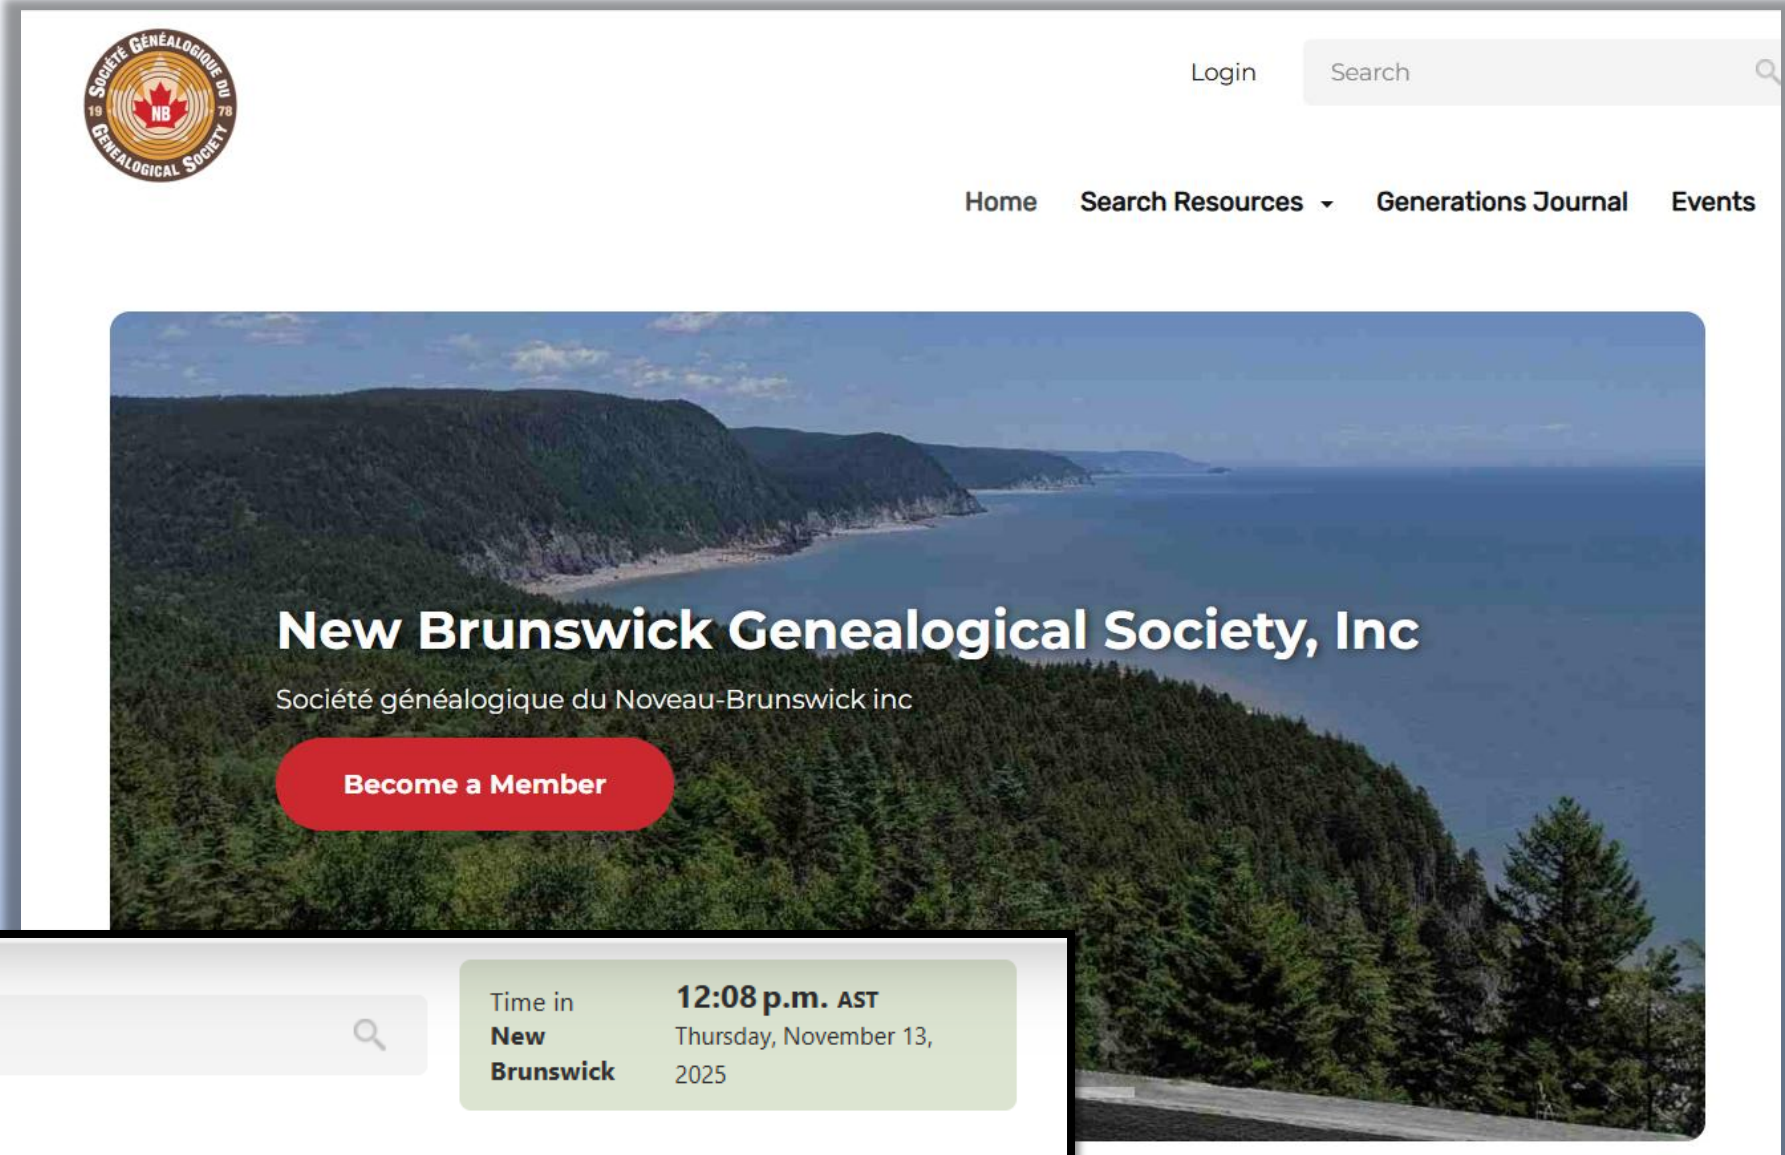 SOCIÉTÉ GÉNÉALOGIQUE DU
19 NB 78
GENEALOGICAL SOCIETY
Login
Search
Home
Search Resources
Generations Journal
Events
New Brunswick Genealogical Society, Inc
Société généalogique du Noveau-Brunswick inc
Become a Member
Time in
New
Brunswick
12:08 p.m. AST
Thursday, November 13,
2025